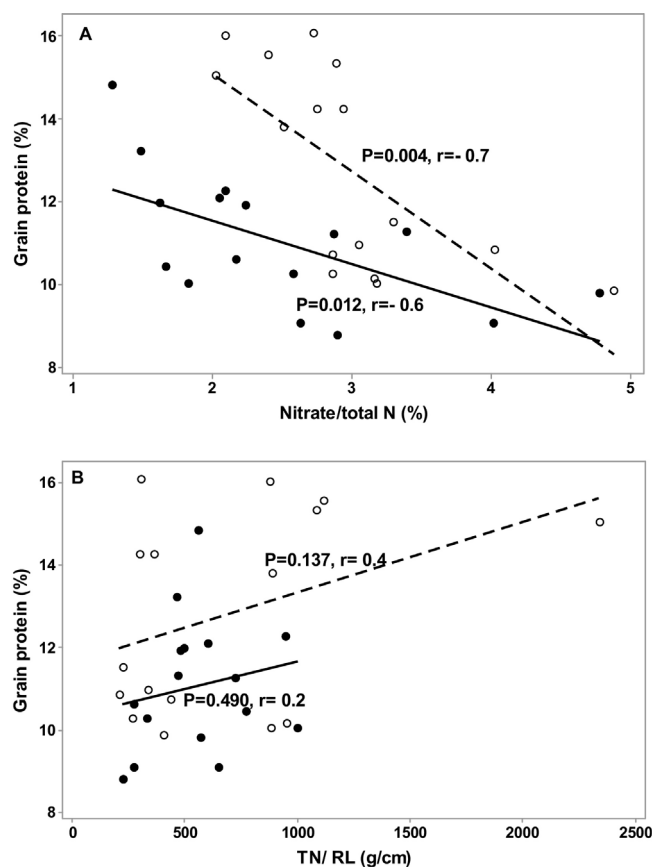 A
16
14
12
10
8
Grain protein (%)
P=0.004, r=- 0.7
P=0.012, r=- 0.6
1 2 3 4 5
Nitrate/total N (%)
B
16
14
12
10
8
Grain protein (%)
P=0.137, r= 0.4
P=0.490, r= 0.2
0 500 1000 1500 2000 2500
TN/ RL (g/cm)